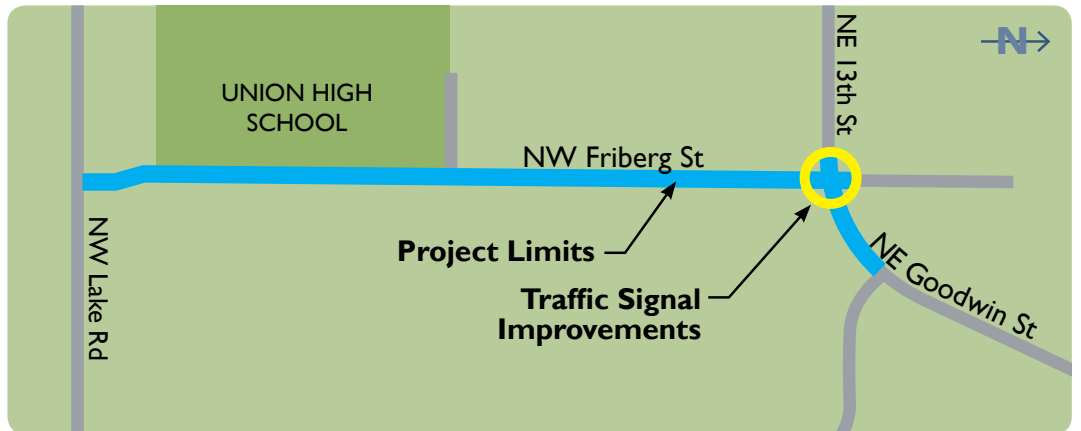 UNION HIGH
SCHOOL
N
NE 13th St
NW Friberg St
Project Limits
Traffic Signal
Improvements
NW Lake Rd
NE Goodwin St